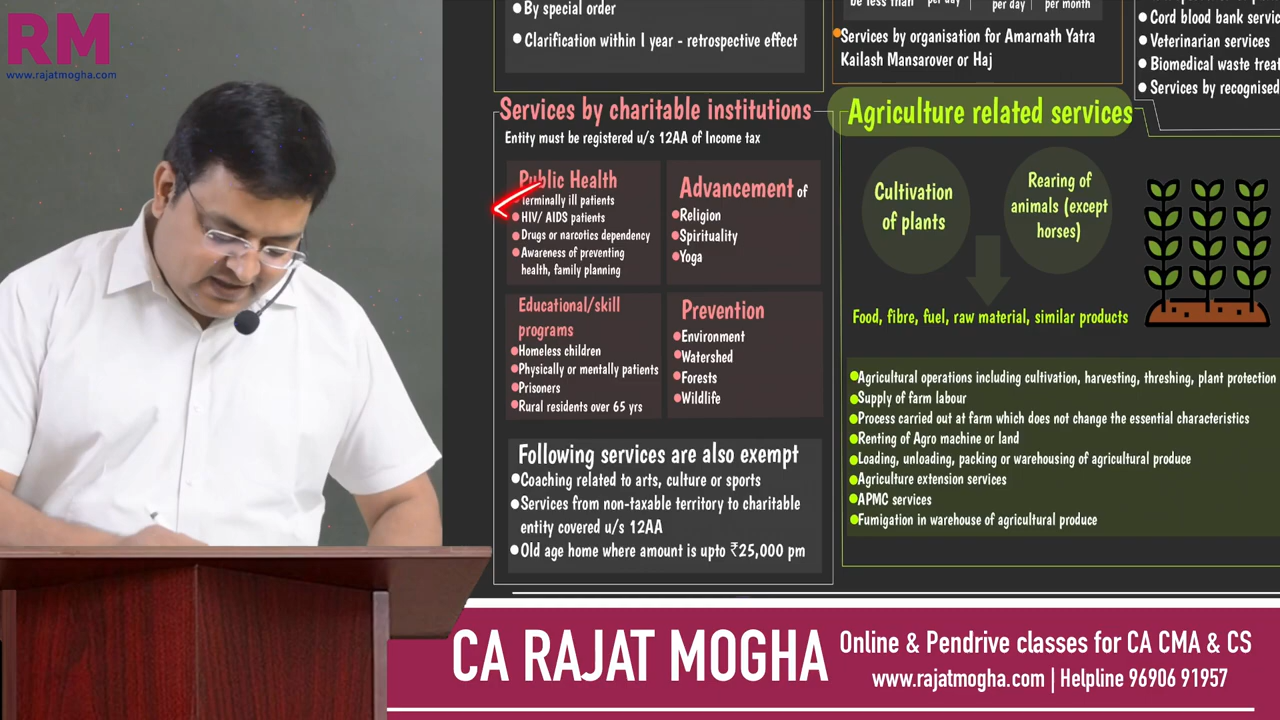 RM
www.rajatmogha.com
By special order
Clarification within 1 year - retrospective effect
be less than per day per day per month
Services by organisation for Amarnath Yatra
Kailash Mansarover or Haj
Cord blood bank
Veterinarian services
Biomedical waste
Services by recognised
Services by charitable institutions
Entity must be registered u/s 12AA of Income tax
Public Health
Terminally ill patients
HIV/ AIDS patients
Drugs or narcotics dependency
Awareness of preventing
health, family planning
Advancement of
Religion
Spirituality
Yoga
Educational/skill
programs
Homeless children
Physically or mentally patients
Prisoners
Rural residents over 65 yrs
Prevention
Environment
Watershed
Forests
Wildlife
Following services are also exempt
Coaching related to arts, culture or sports
Services from non-taxable territory to charitable
entity covered u/s 12AA
Old age home where amount is upto ₹25,000 pm
Agriculture related services
Cultivation
of plants
Rearing of
animals (except
horses)
Food, fibre, fuel, raw material, similar products
Agricultural operations including cultivation, harvesting, threshing, plant protection
Supply of farm labour
Process carried out at farm which does not change the essential characteristics
Renting of Agro machine or land
Loading, unloading, packing or warehousing of agricultural produce
Agriculture extension services
APMC services
Fumigation in warehouse of agricultural produce
CA RAJAT MOGHA
Online & Pendrive classes for CA CMA & CS
www.rajatmogha.com | Helpline 96906 91957